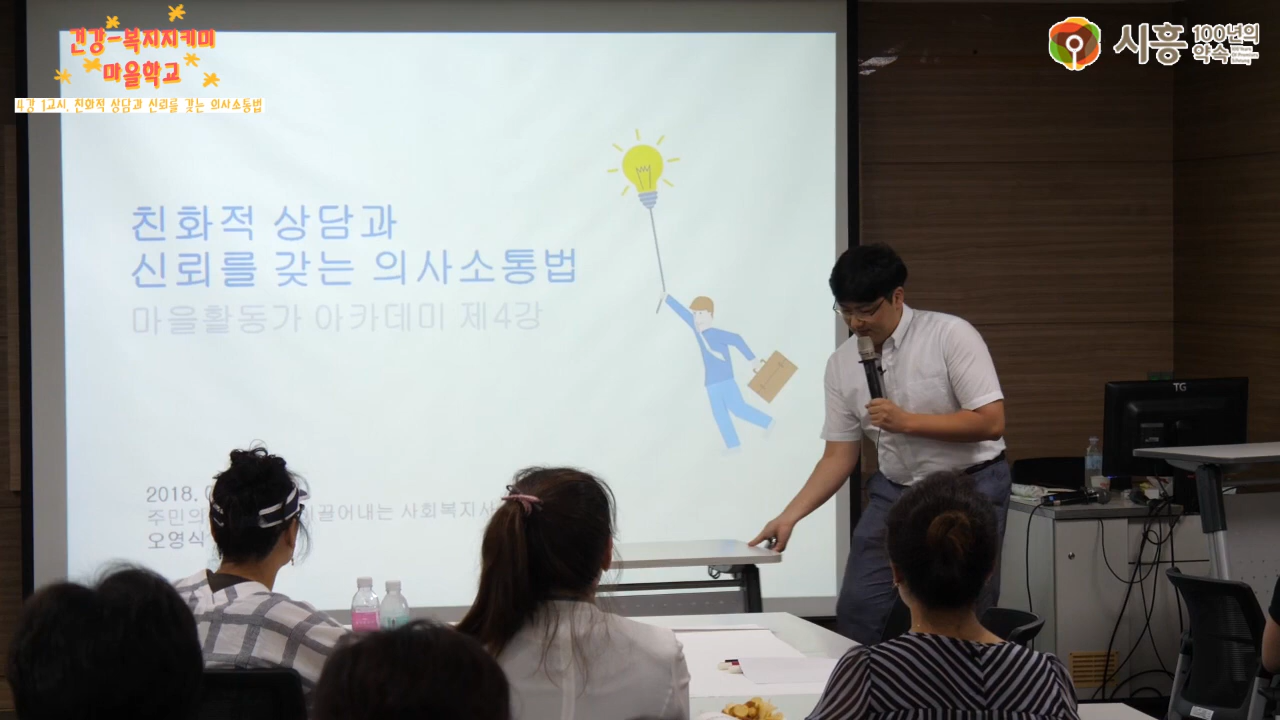 건강-복지지키미
마을학교
4강 1교시. 친화적 상담과 신뢰를 갖는 의사소통법
시흥 100년의
약속
친화적 상담과
신뢰를 갖는 의사소통법
마을활동가 아카데미 제4강
2018.
주민의 끌어내는 사회복지사
오영식
TG